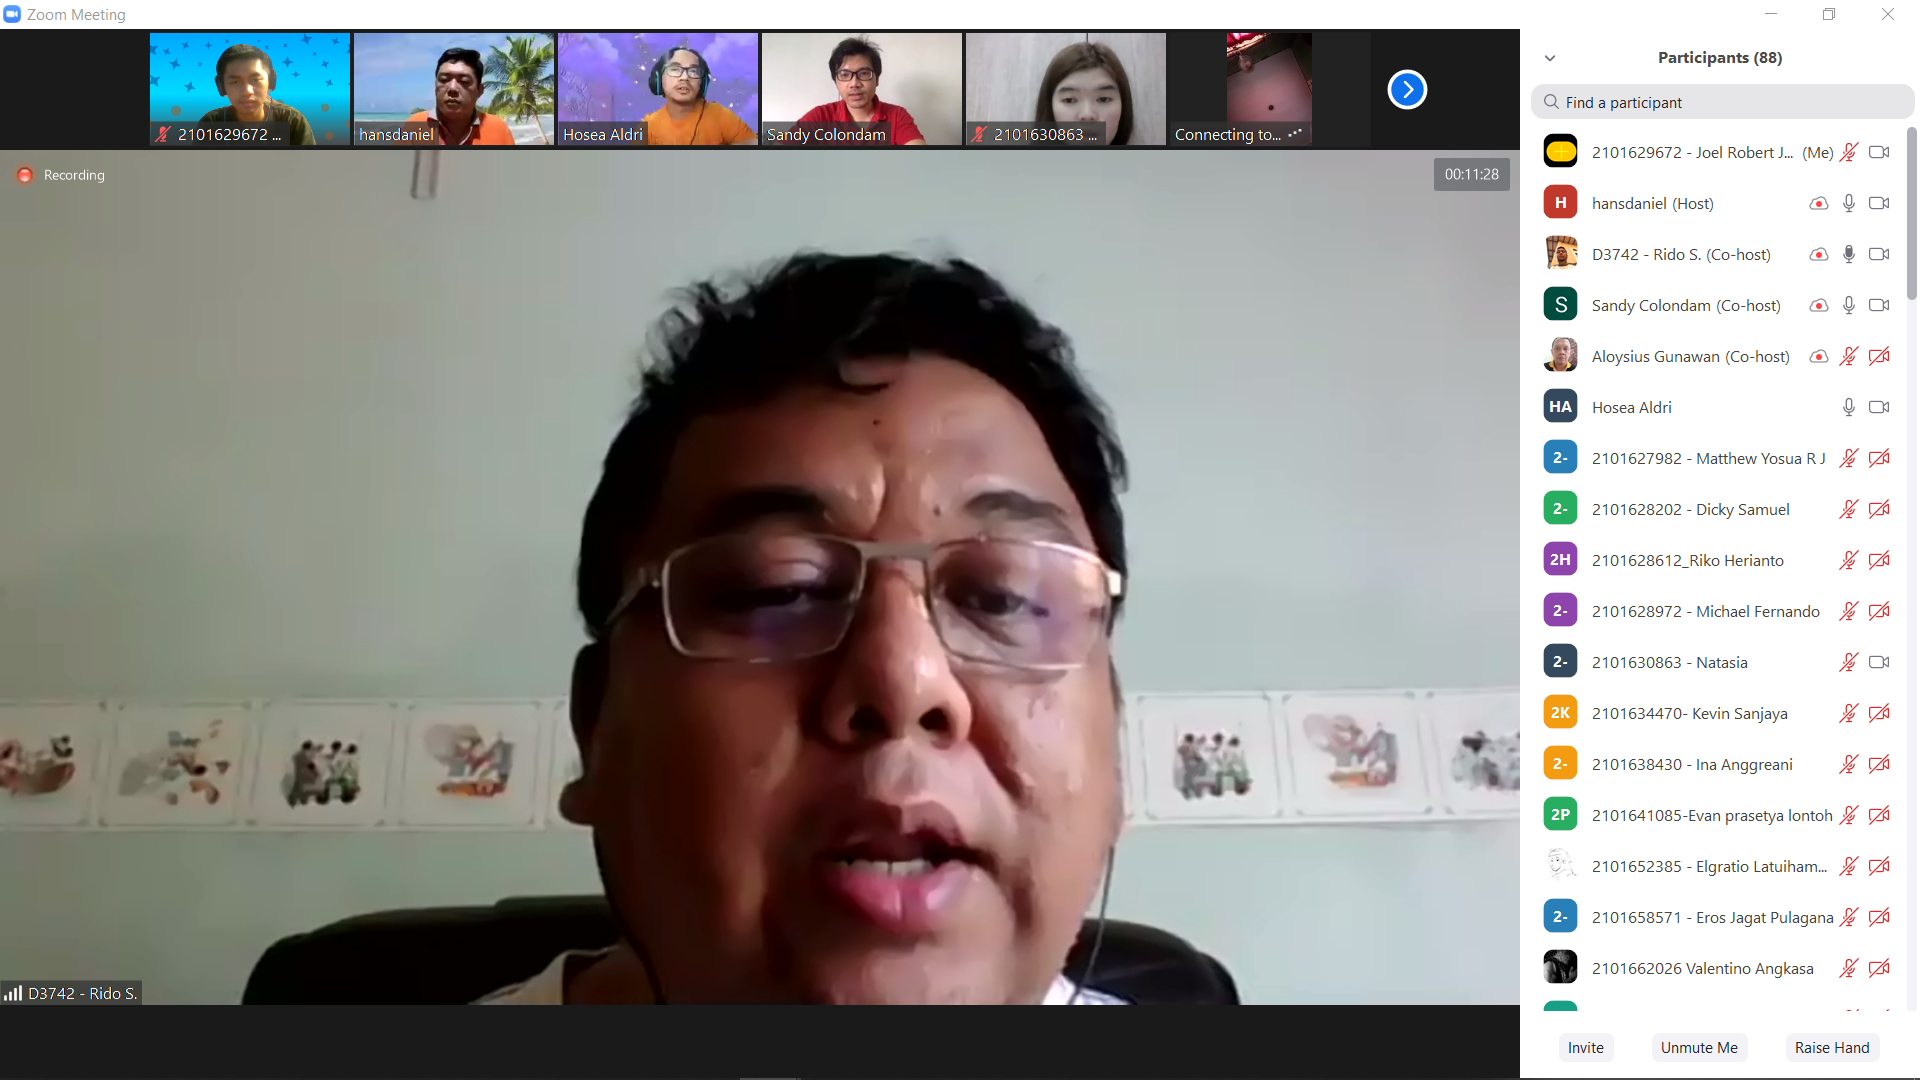 Zoom Meeting
2101629672 ...
hansdaniel
Hosea Aldri
Sandy Colondam
2101630863 ...
Connecting to...
Recording
00:11:28
D3742 - Rido S.
Participants (88)
Find a participant
2101629672 - Joel Robert J... (Me)
H hansdaniel (Host)
D3742 - Rido S. (Co-host)
S Sandy Colondam (Co-host)
Aloysius Gunawan (Co-host)
HA Hosea Aldri
2- 2101627982 - Matthew Yosua R J
2- 2101628202 - Dicky Samuel
2H 2101628612_Riko Herianto
2- 2101628972 - Michael Fernando
2- 2101630863 - Natasia
2K 2101634470- Kevin Sanjaya
2- 2101638430 - Ina Anggreani
2P 2101641085-Evan prasetya lontoh
2101652385 - Elgratio Latuiham...
2- 2101658571 - Eros Jagat Pulagana
2101662026 Valentino Angkasa
Invite
Unmute Me
Raise Hand